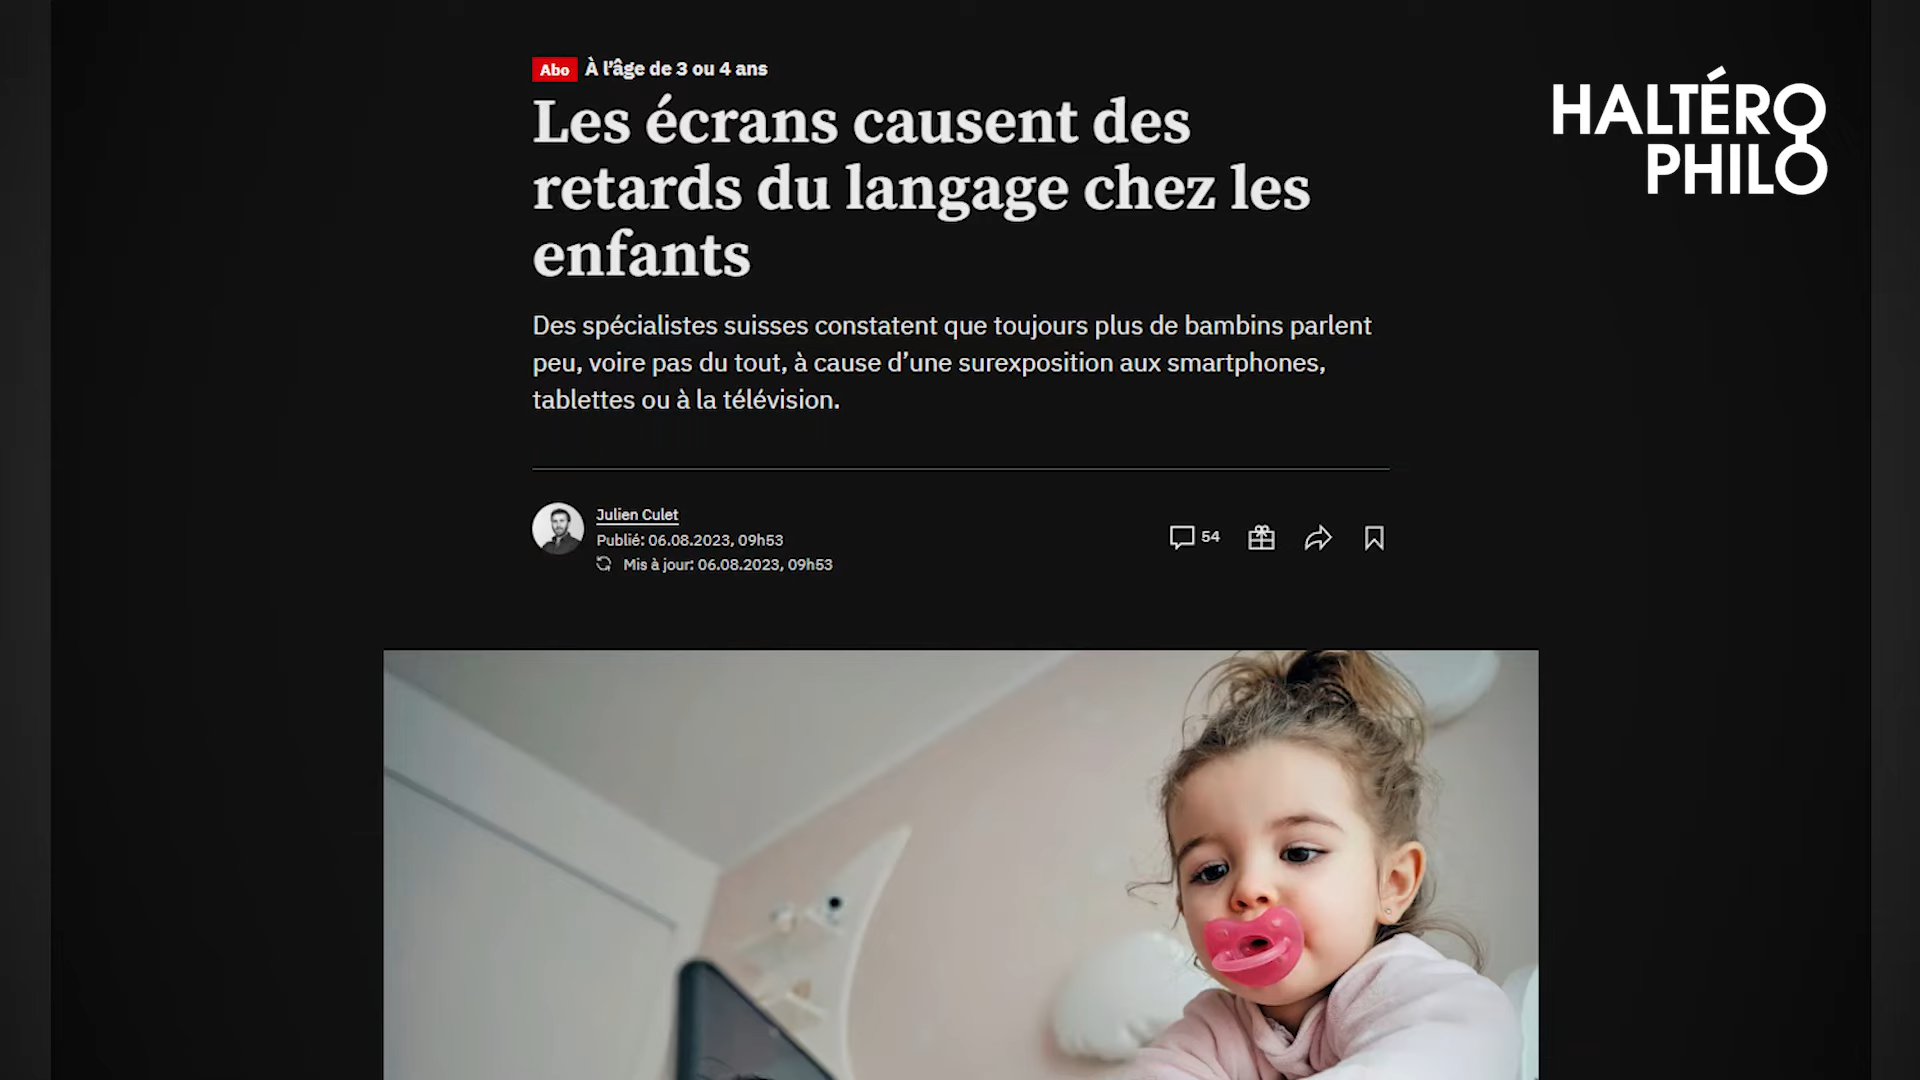 Abo À l’âge de 3 ou 4 ans
Les écrans causent des
retards du langage chez les
enfants
Des spécialistes suisses constatent que toujours plus de bambins parlent
peu, voire pas du tout, à cause d’une surexposition aux smartphones,
tablettes ou à la télévision.
Julien Culet
Publié: 06.08.2023, 09h53
Mis à jour: 06.08.2023, 09h53
54
HALTÉRO
PHILO